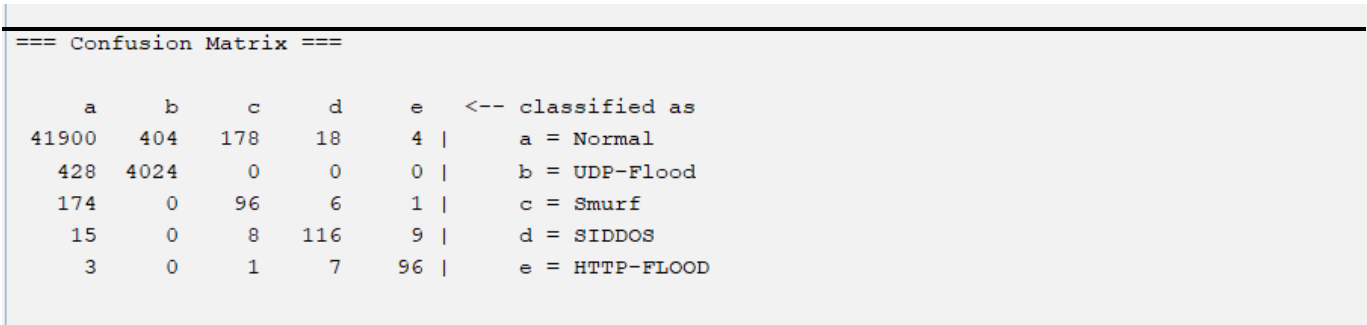 === Confusion Matrix ===
a b c d e <-- classified as
41900 404 178 18 4 | a = Normal
428 4024 0 0 0 | b = UDP-Flood
174 0 96 6 1 | c = Smurf
15 0 8 116 9 | d = SIDDOS
3 0 1 7 96 | e = HTTP-FLOOD